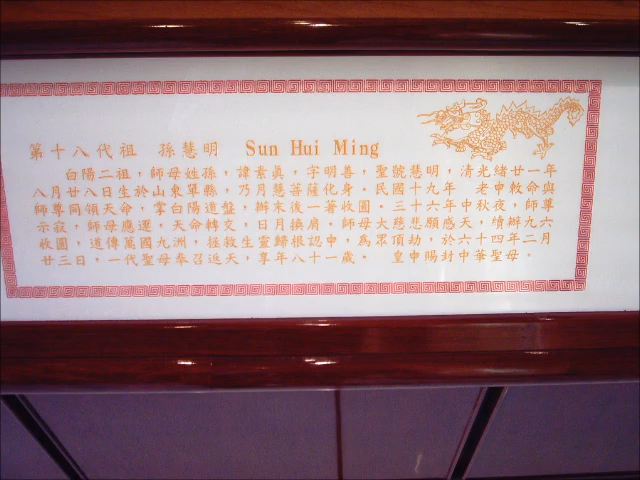 第十八代祖　孫慧明　Sun Hui Ming
白陽二祖，師母姓孫，諱素眞，字明善，聖號慧明，清光緒廿一年
八月廿八日生於山東單縣，乃月慧菩薩化身。民國十九年　老申敕命與
師尊同領天命，掌白陽道盤，辦末後一著收圓。三十六年中秋夜，師尊
示寂，師母應運，天命轉交，日月換肩。師母大慈悲願感天，續辦九六
收圓，道傳萬國九洲，拯救生靈歸根認申，為眾頂劫，於六十四年二月
廿三日，一代聖母奉召返天，享年八十一歲。　皇申賜封中華聖母。